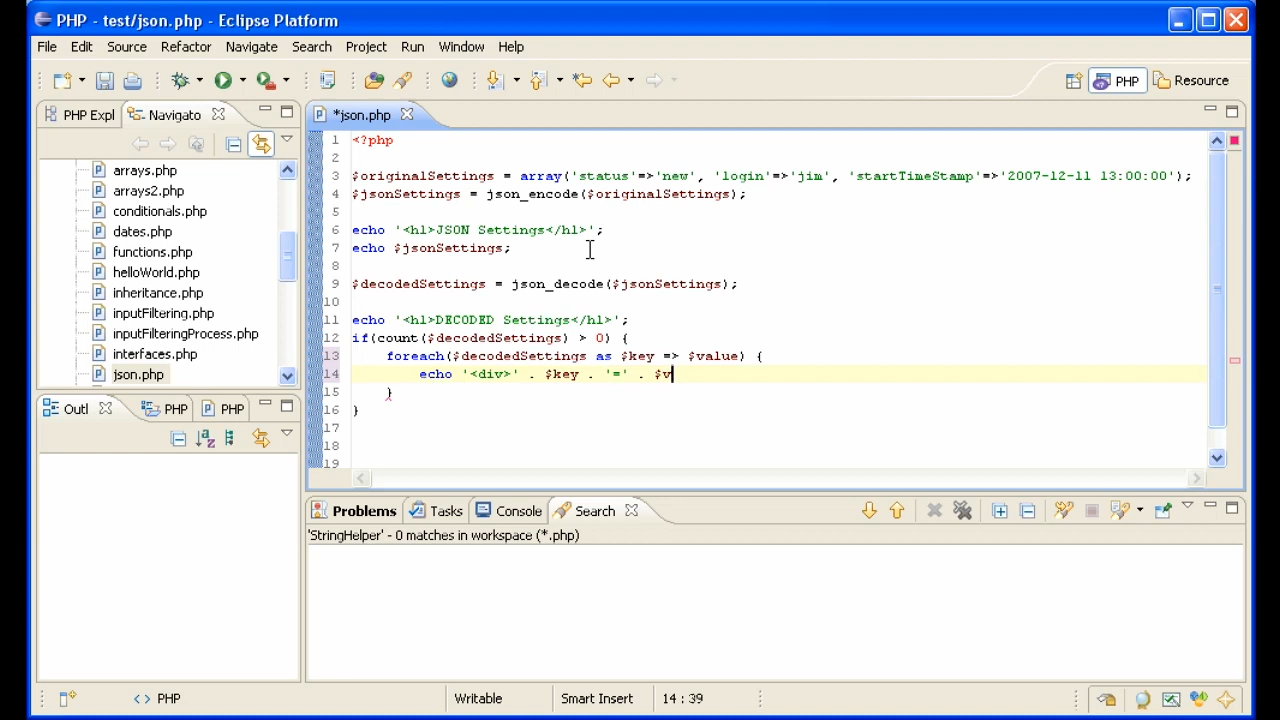 PHP - test/json.php - Eclipse Platform
File Edit Source Refactor Navigate Search Project Run Window Help
PHP Resource
PHP Expl Navigato
*json.php
arrays.php
arrays2.php
conditionals.php
dates.php
functions.php
helloWorld.php
inheritance.php
inputFiltering.php
inputFilteringProcess.php
interfaces.php
json.php
Outl PHP PHP
1 <?php
2
3 $originalSettings = array('status'=>'new', 'login'=>'jim', 'startTimeStamp'=>'2007-12-11 13:00:00');
4 $jsonSettings = json_encode($originalSettings);
5
6 echo '<h1>JSON Settings</h1>';
7 echo $jsonSettings;
8
9 $decodedSettings = json_decode($jsonSettings);
10
11 echo '<h1>DECODED Settings</h1>';
12 if(count($decodedSettings) > 0) {
13 foreach($decodedSettings as $key => $value) {
14 echo '<div>' . $key . '=' . $v
15 }
16 }
17
18
19
Problems Tasks Console Search
'StringHelper' - 0 matches in workspace (*.php)
<> PHP Writable Smart Insert 14 : 39